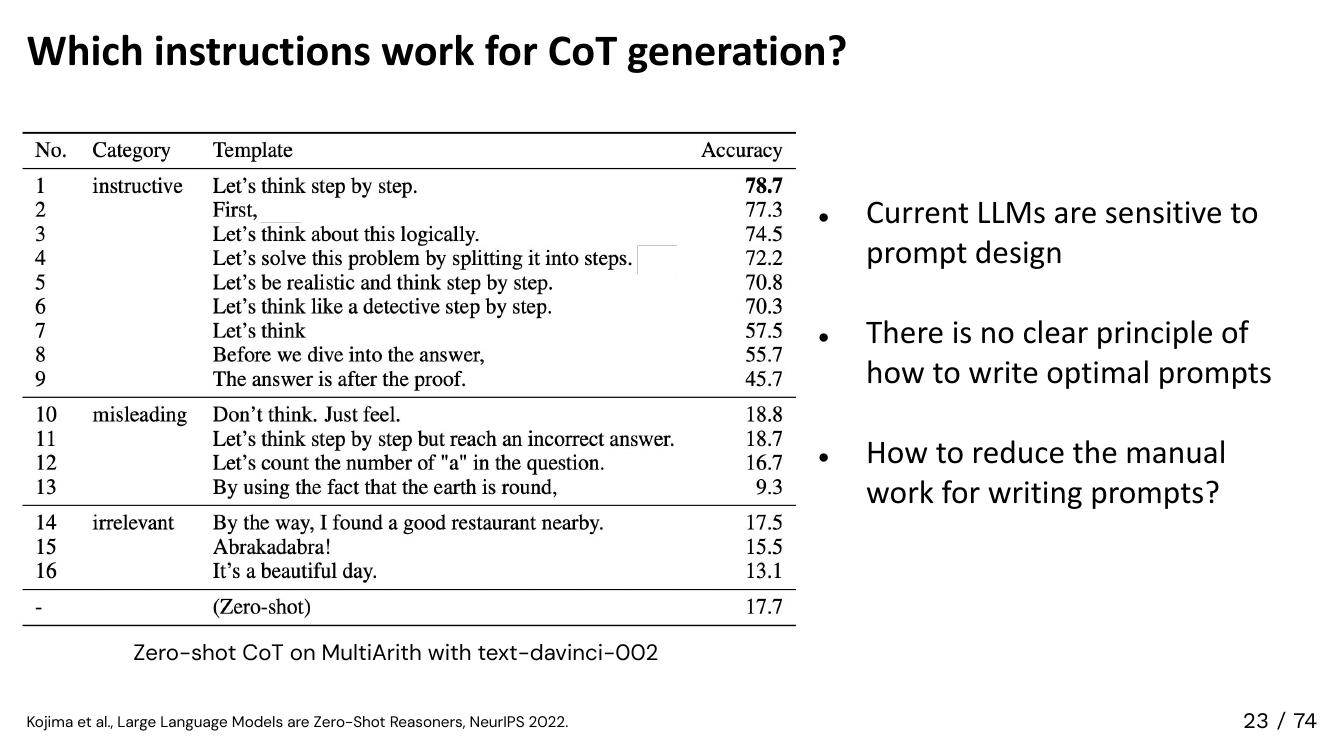 Which instructions work for CoT generation?
No. Category Template Accuracy
1 instructive Let's think step by step. 78.7
2 First, 77.3
3 Let's think about this logically. 74.5
4 Let's solve this problem by splitting it into steps. 72.2
5 Let's be realistic and think step by step. 70.8
6 Let's think like a detective step by step. 70.3
7 Let's think 57.5
8 Before we dive into the answer, 55.7
9 The answer is after the proof. 45.7
10 misleading Don't think. Just feel. 18.8
11 Let's think step by step but reach an incorrect answer. 18.7
12 Let's count the number of "a" in the question. 16.7
13 By using the fact that the earth is round, 9.3
14 irrelevant By the way, I found a good restaurant nearby. 17.5
15 Abrakadabra! 15.5
16 It's a beautiful day. 13.1
- (Zero-shot) 17.7
Zero-shot CoT on MultiArith with text-davinci-002
• Current LLMs are sensitive to
prompt design
• There is no clear principle of
how to write optimal prompts
• How to reduce the manual
work for writing prompts?
Kojima et al., Large Language Models are Zero-Shot Reasoners, NeurIPS 2022.
23 / 74